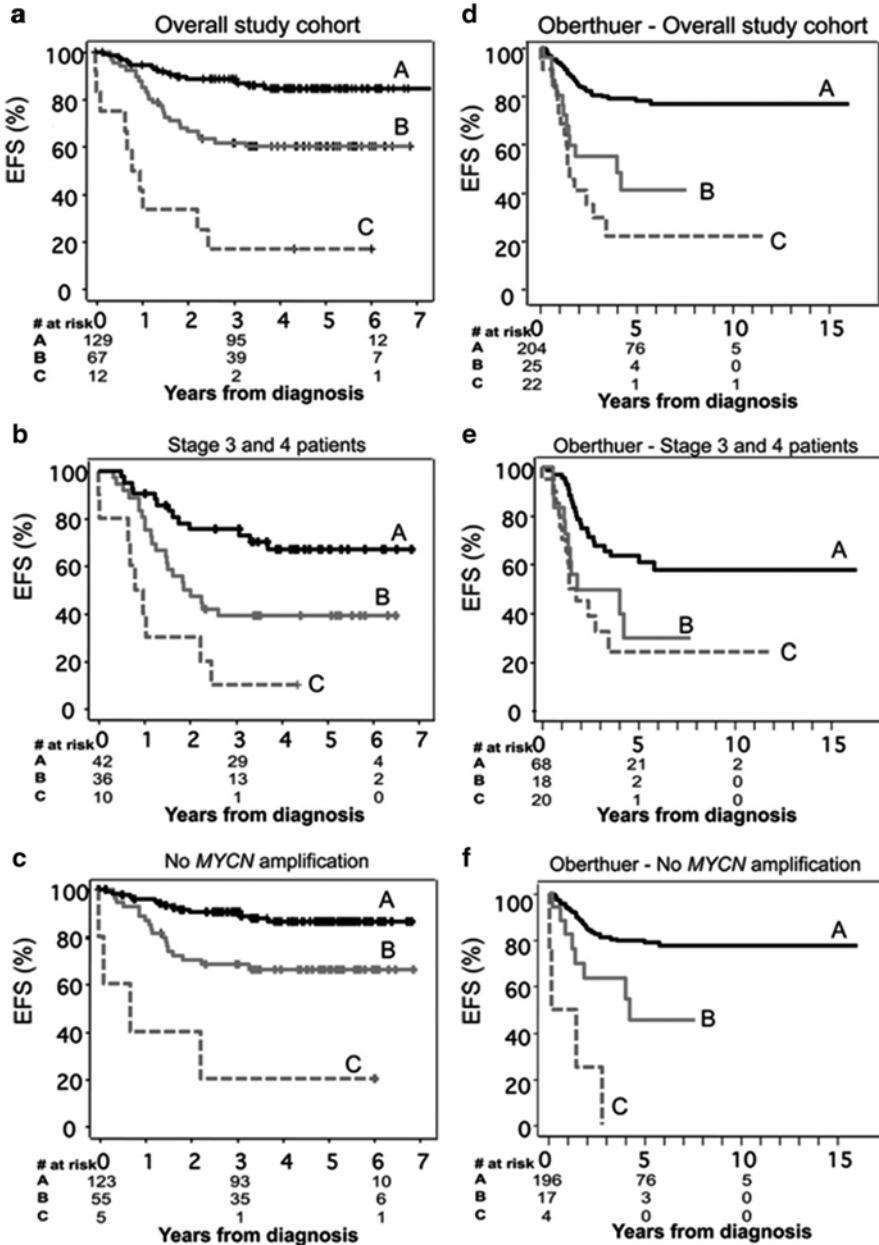 a
Overall study cohort
EFS (%)
100
80
60
40
20
0
A
B
C
0 1 2 3 4 5 6 7
# at risk
A 129 95 12
B 67 39 7
C 12 2 1
Years from diagnosis
b
Stage 3 and 4 patients
EFS (%)
100
80
60
40
20
0
A
B
C
0 1 2 3 4 5 6 7
# at risk
A 42 29 4
B 36 13 2
C 10 1 0
Years from diagnosis
c
No MYCN amplification
EFS (%)
100
80
60
40
20
0
A
B
C
0 1 2 3 4 5 6 7
# at risk
A 123 93 10
B 55 35 6
C 5 1 1
Years from diagnosis
d
Oberthuer - Overall study cohort
EFS (%)
100
80
60
40
20
0
A
B
C
0 5 10 15
# at risk
A 204 76 5
B 25 4 0
C 22 1 1
Years from diagnosis
e
Oberthuer - Stage 3 and 4 patients
EFS (%)
100
80
60
40
20
0
A
B
C
0 5 10 15
# at risk
A 68 21 2
B 18 2 0
C 20 1 0
Years from diagnosis
f
Oberthuer - No MYCN amplification
EFS (%)
100
80
60
40
20
0
A
B
C
0 5 10 15
# at risk
A 196 76 5
B 17 3 0
C 4 0 0
Years from diagnosis